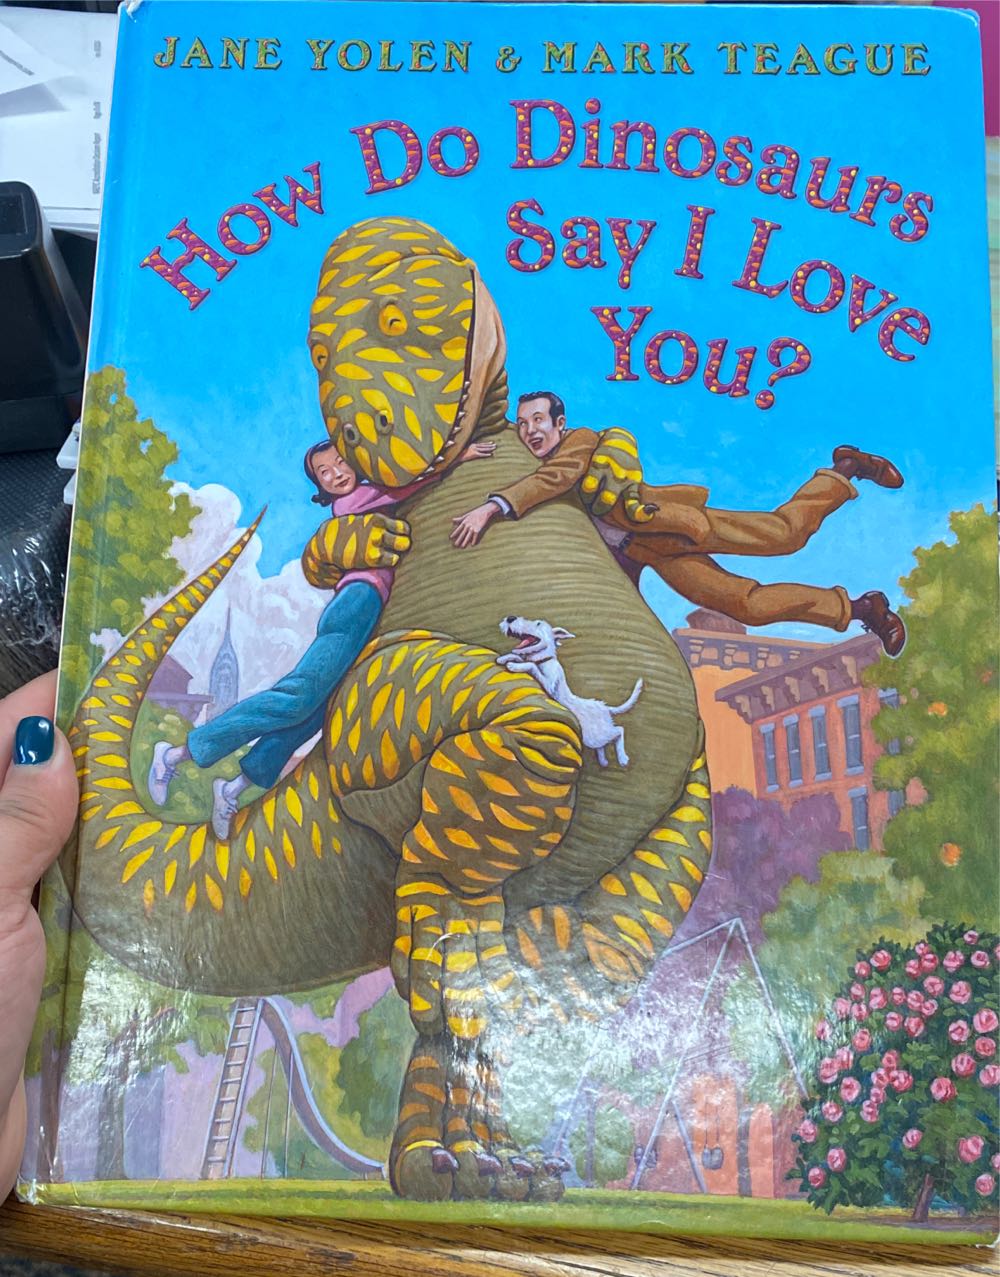 JANE YOLEN & MARK TEAGUE
How Do Dinosaurs
Say I Love
You?